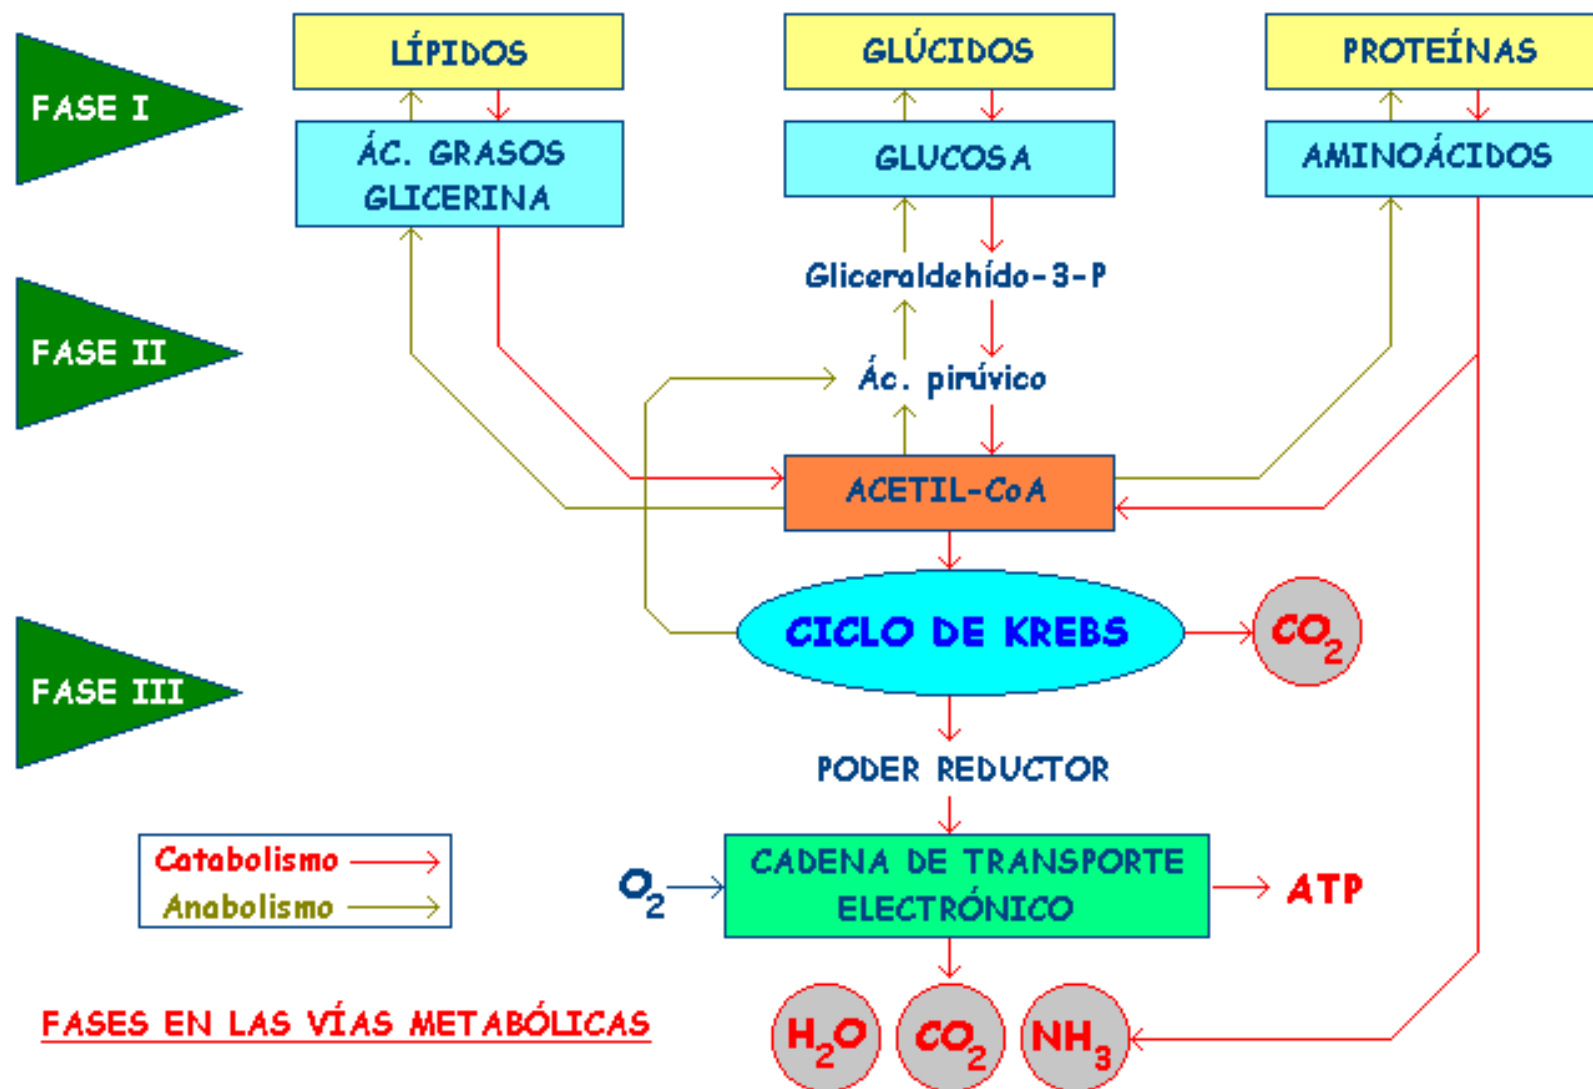 LÍPIDOS
GLÚCIDOS
PROTEÍNAS
FASE I
ÁC. GRASOS
GLICERINA
GLUCOSA
AMINOÁCIDOS
Gliceraldehído-3-P
FASE II
Ác. pirúvico
ACETIL-CoA
CICLO DE KREBS
CO2
FASE III
PODER REDUCTOR
Catabolismo
Anabolismo
O2
CADENA DE TRANSPORTE
ELECTRÓNICO
ATP
FASES EN LAS VÍAS METABÓLICAS
H2O
CO2
NH3